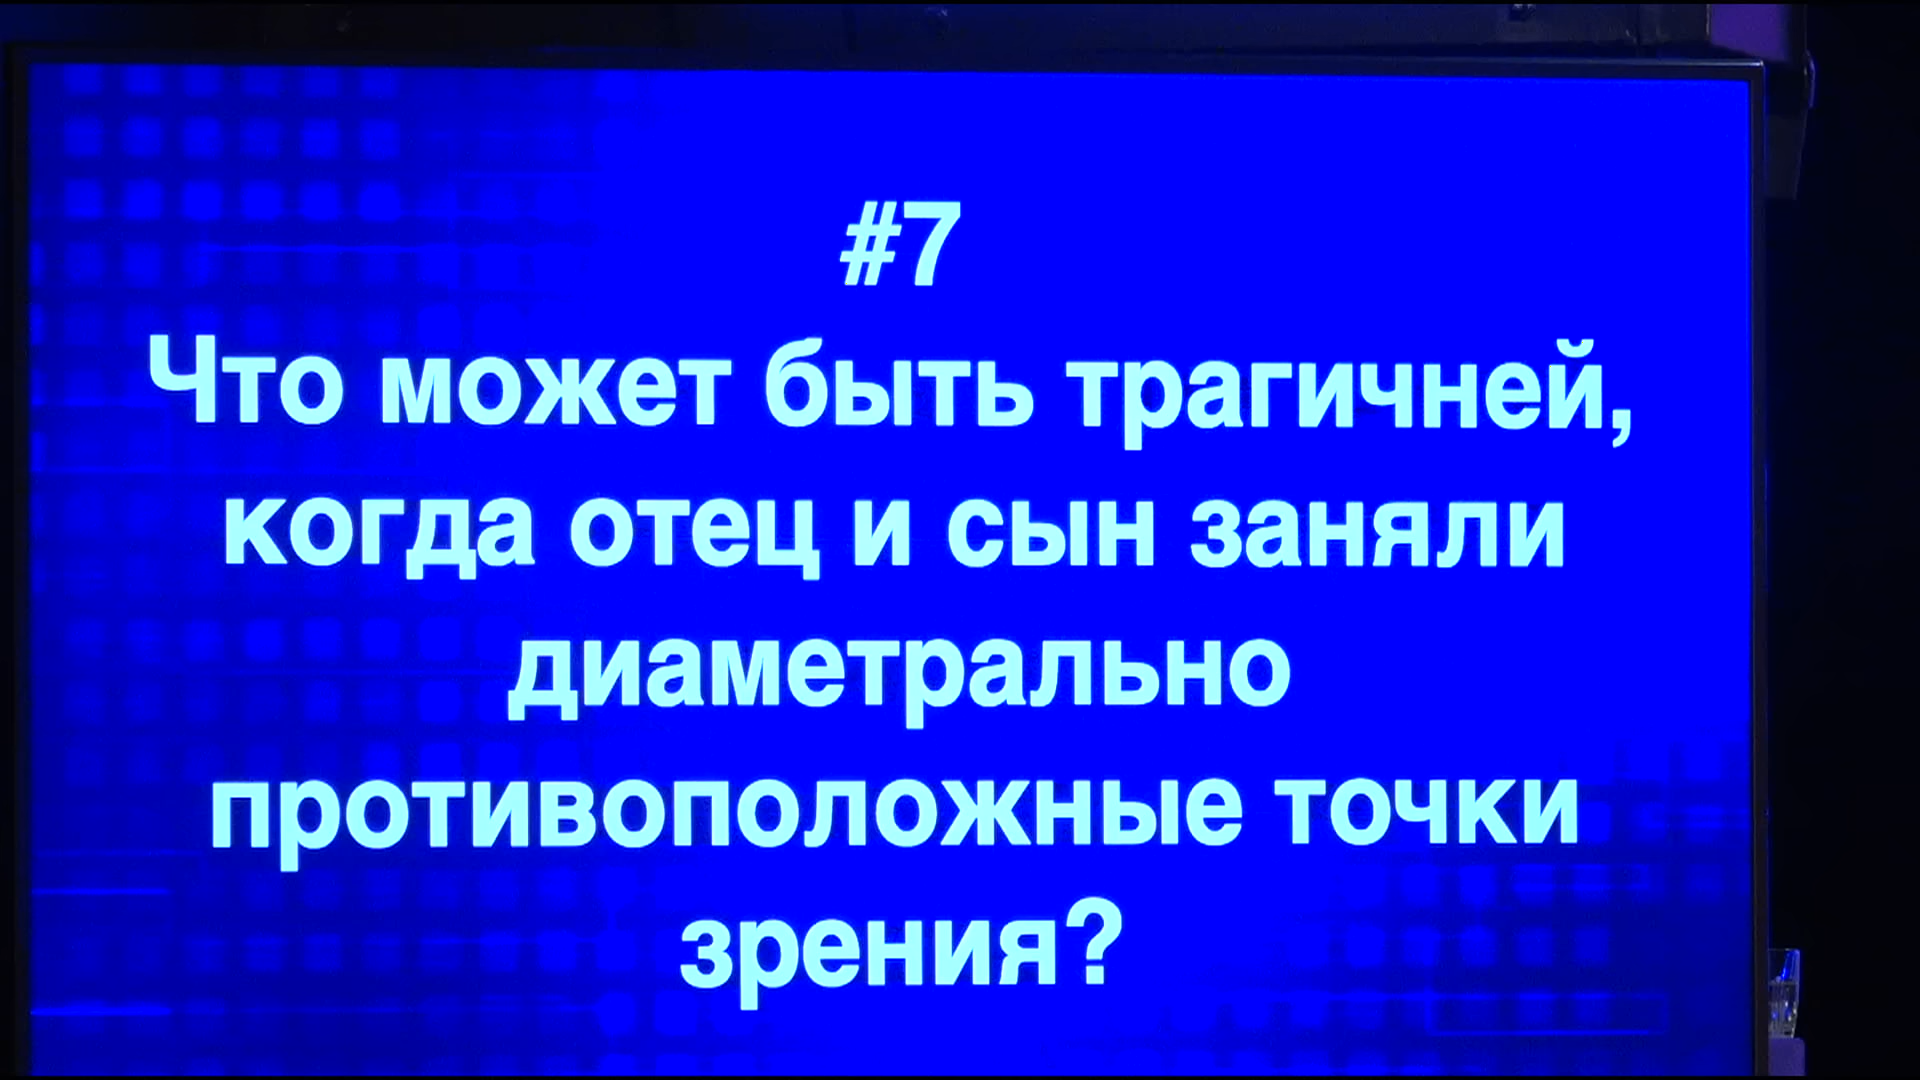 #7
Что может быть трагичней,
когда отец и сын заняли
диаметрально
противоположные точки
зрения?